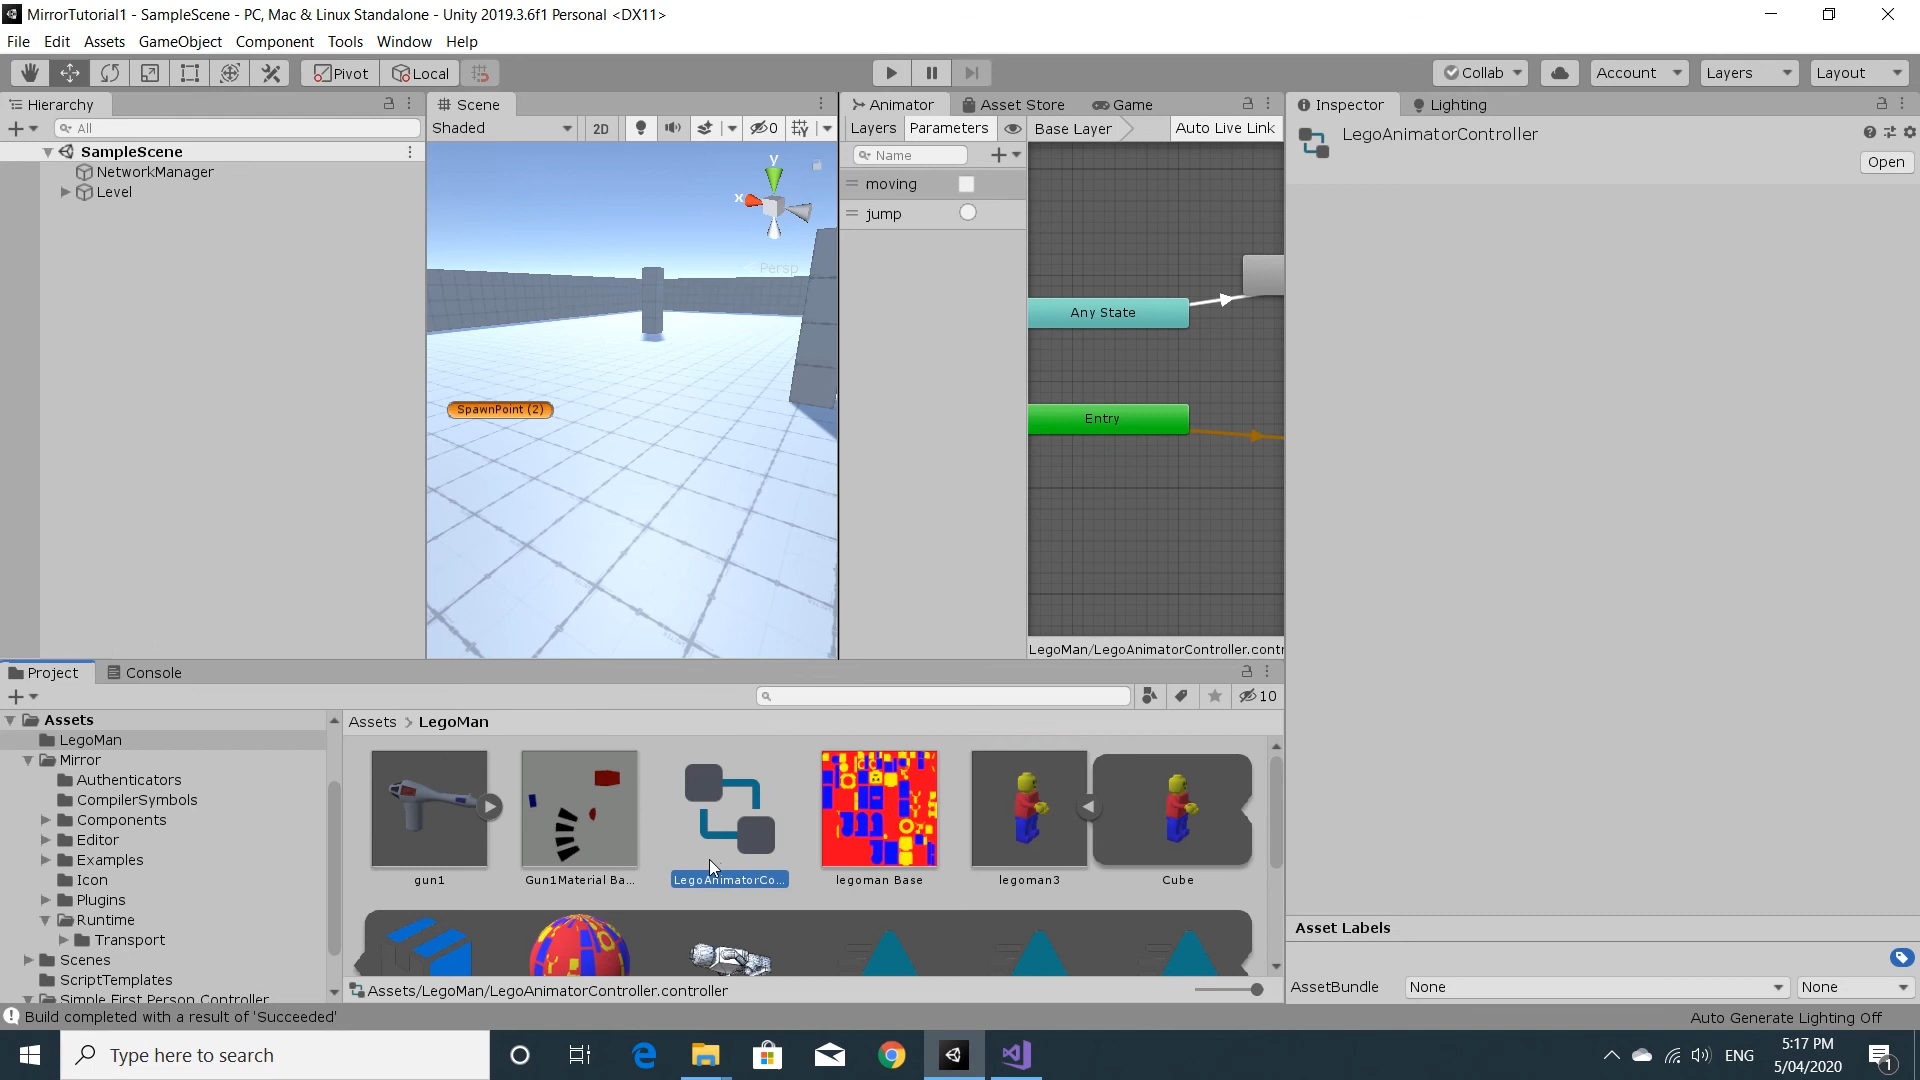 MirrorTutorial1 - SampleScene - PC, Mac & Linux Standalone - Unity 2019.3.6f1 Personal <DX11>
File Edit Assets GameObject Component Tools Window Help
Pivot Local Collab Account Layers Layout
Hierarchy Scene Animator Asset Store Game Inspector Lighting
All Shaded 2D 0 Layers Parameters Base Layer Auto Live Link LegoAnimatorController
Name Open
SampleScene
NetworkManager
Level
y
x
Persp
moving
jump
SpawnPoint (2)
Any State
Entry
LegoMan/LegoAnimatorController.contr
Project Console
10
Assets
LegoMan
Mirror
Authenticators
CompilerSymbols
Components
Editor
Examples
Icon
Plugins
Runtime
Transport
Scenes
ScriptTemplates
Simple First Person Controller
Assets > LegoMan
gun1 Gun1Material Ba... LegoAnimatorCo... legoman Base legoman3 Cube
Assets/LegoMan/LegoAnimatorController.controller
Asset Labels
AssetBundle None None
Build completed with a result of 'Succeeded'
Auto Generate Lighting Off
Type here to search
ENG
5:17 PM
5/04/2020
1